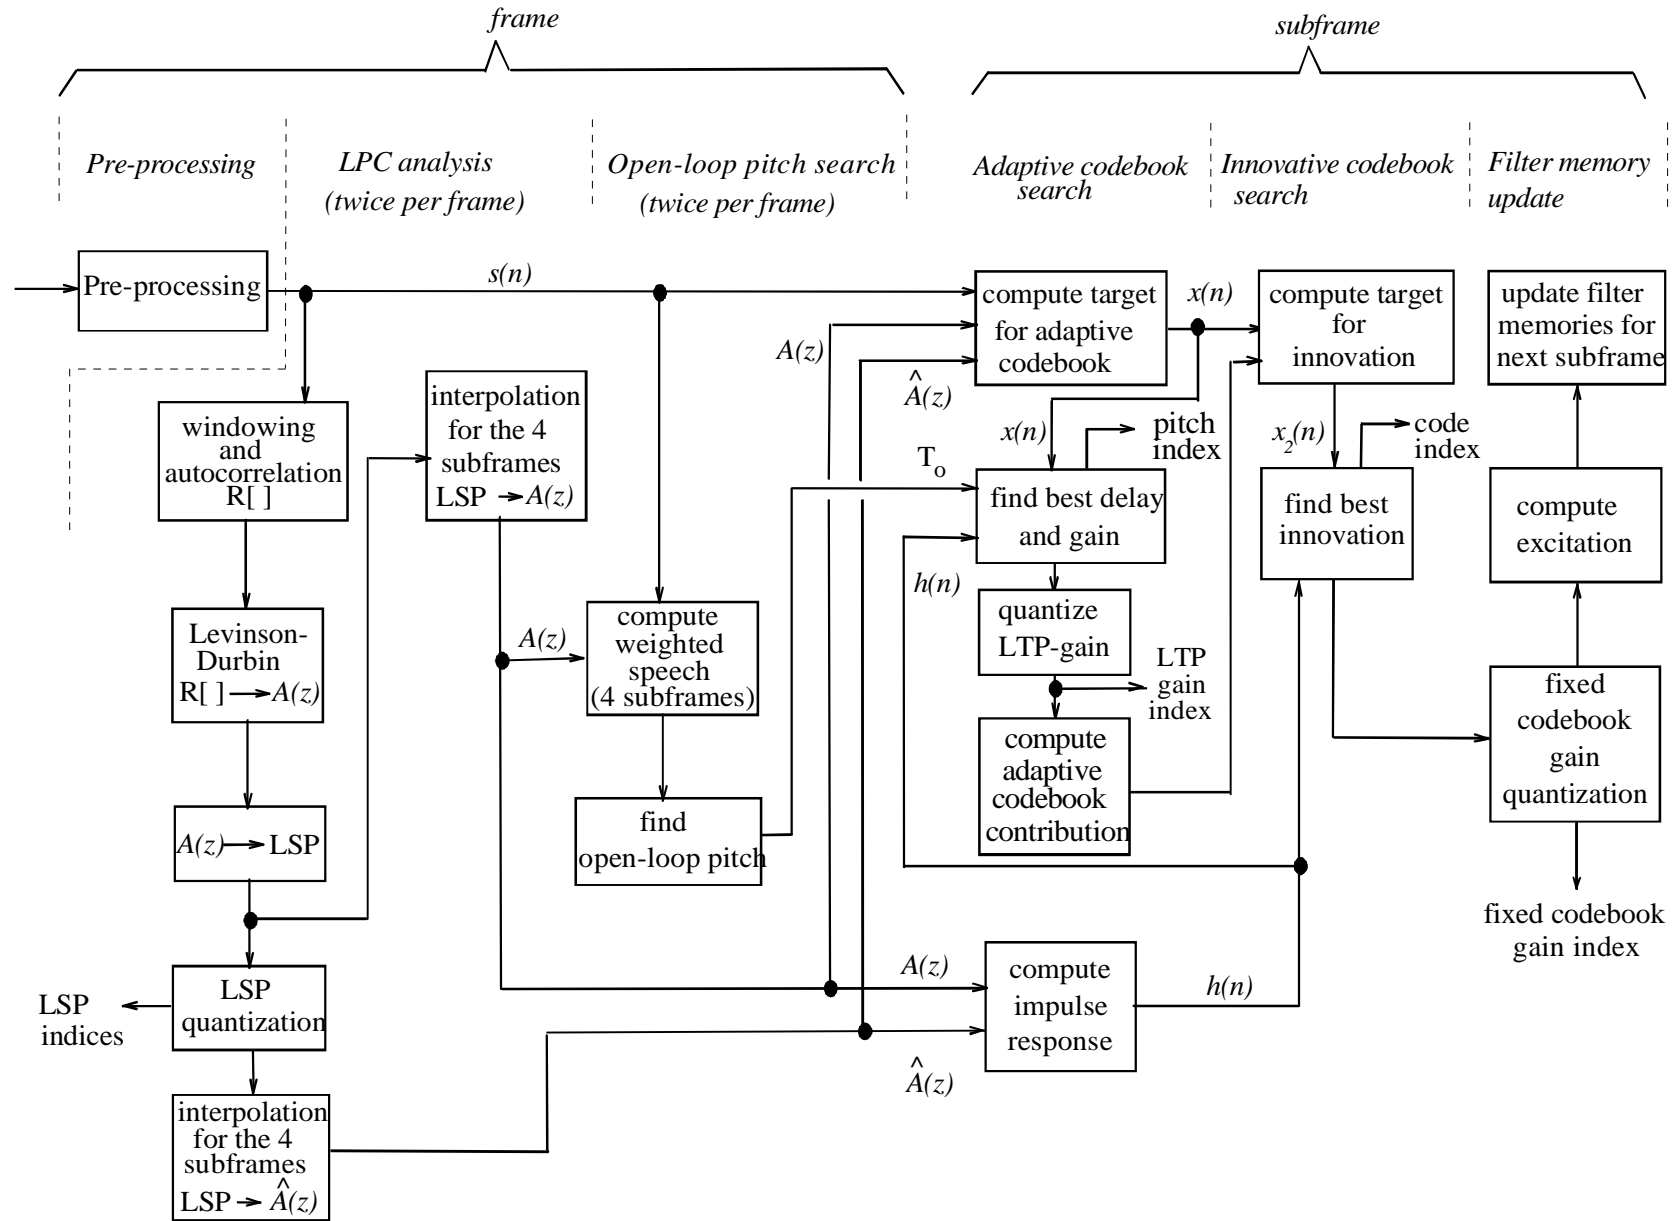 frame
subframe
Pre-processing
LPC analysis
(twice per frame)
Open-loop pitch search
(twice per frame)
Adaptive codebook
search
Innovative codebook
search
Filter memory
update
Pre-processing
s(n)
windowing
and
autocorrelation
R[ ]
Levinson-
Durbin
R[ ] → A(z)
A(z) → LSP
LSP
quantization
LSP
indices
interpolation
for the 4
subframes
LSP → Â(z)
interpolation
for the 4
subframes
LSP → A(z)
A(z)
compute
weighted
speech
(4 subframes)
find
open-loop pitch
A(z)
Â(z)
T₀
compute target
for adaptive
codebook
x(n)
x(n)
pitch
index
find best delay
and gain
h(n)
quantize
LTP-gain
LTP
gain
index
compute
adaptive
codebook
contribution
A(z)
Â(z)
compute
impulse
response
h(n)
compute target
for
innovation
x₂(n)
code
index
find best
innovation
update filter
memories for
next subframe
compute
excitation
fixed
codebook
gain
quantization
fixed codebook
gain index